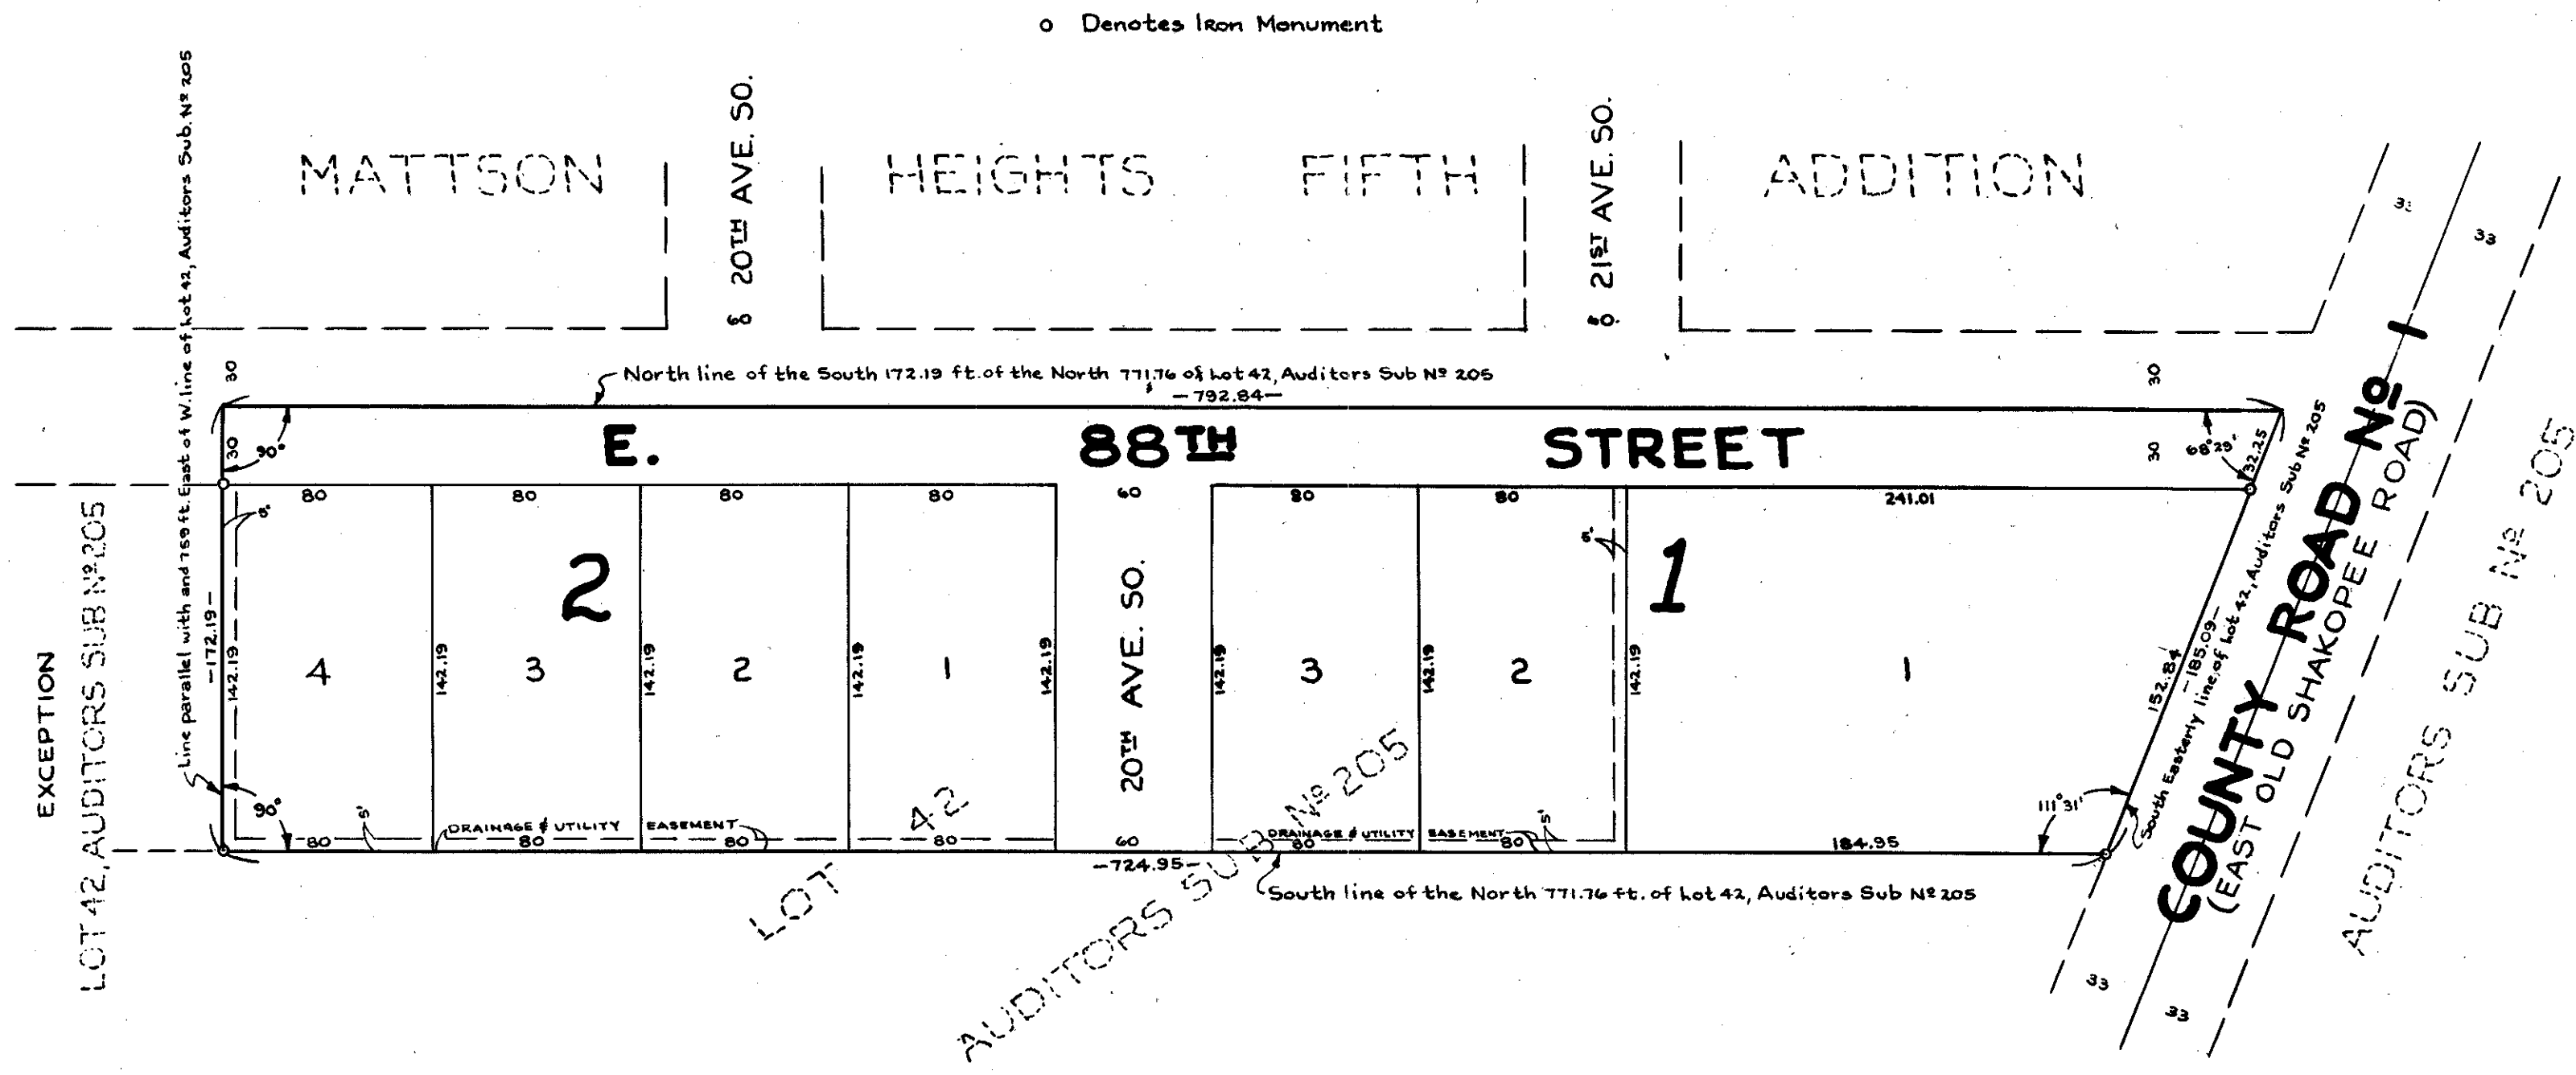 o Denotes Iron Monument
MATTSON HEIGHTS FIFTH ADDITION
60 20TH AVE. SO.
60 21ST AVE. SO.
33
33
Line parallel with and 759 ft. East of W. line of Lot 42, Auditors Sub. Nº 205
30
30
North line of the South 172.19 ft. of the North 771.76 of Lot 42, Auditors Sub Nº 205
-792.84-
30
30
90°
E. 88TH STREET
68°29'
32.25
80
80
80
80
60
80
80
241.01
5'
5'
2
1
EXCEPTION
LOT 42, AUDITORS SUB Nº 205
-172.19-
142.19
4
142.19
3
142.19
2
142.19
1
142.19
20TH AVE. SO.
142.19
3
142.19
2
142.19
1
152.84
-185.09-
South Easterly line of Lot 42, Auditors Sub Nº 205
COUNTY ROAD Nº 1
(EAST OLD SHAKOPEE ROAD)
AUDITORS SUB Nº 205
90°
5'
DRAINAGE & UTILITY EASEMENT
DRAINAGE & UTILITY EASEMENT
5'
111°31'
80
80
80
80
60
80
80
184.95
-724.95-
South line of the North 771.76 ft. of Lot 42, Auditors Sub Nº 205
LOT 42
AUDITORS SUB Nº 205
33
33